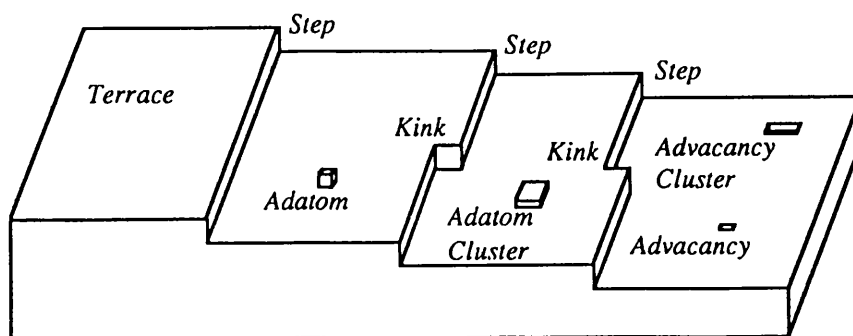 Step
Step
Step
Terrace
Kink
Kink
Advacancy
Cluster
Adatom
Adatom
Cluster
Advacancy